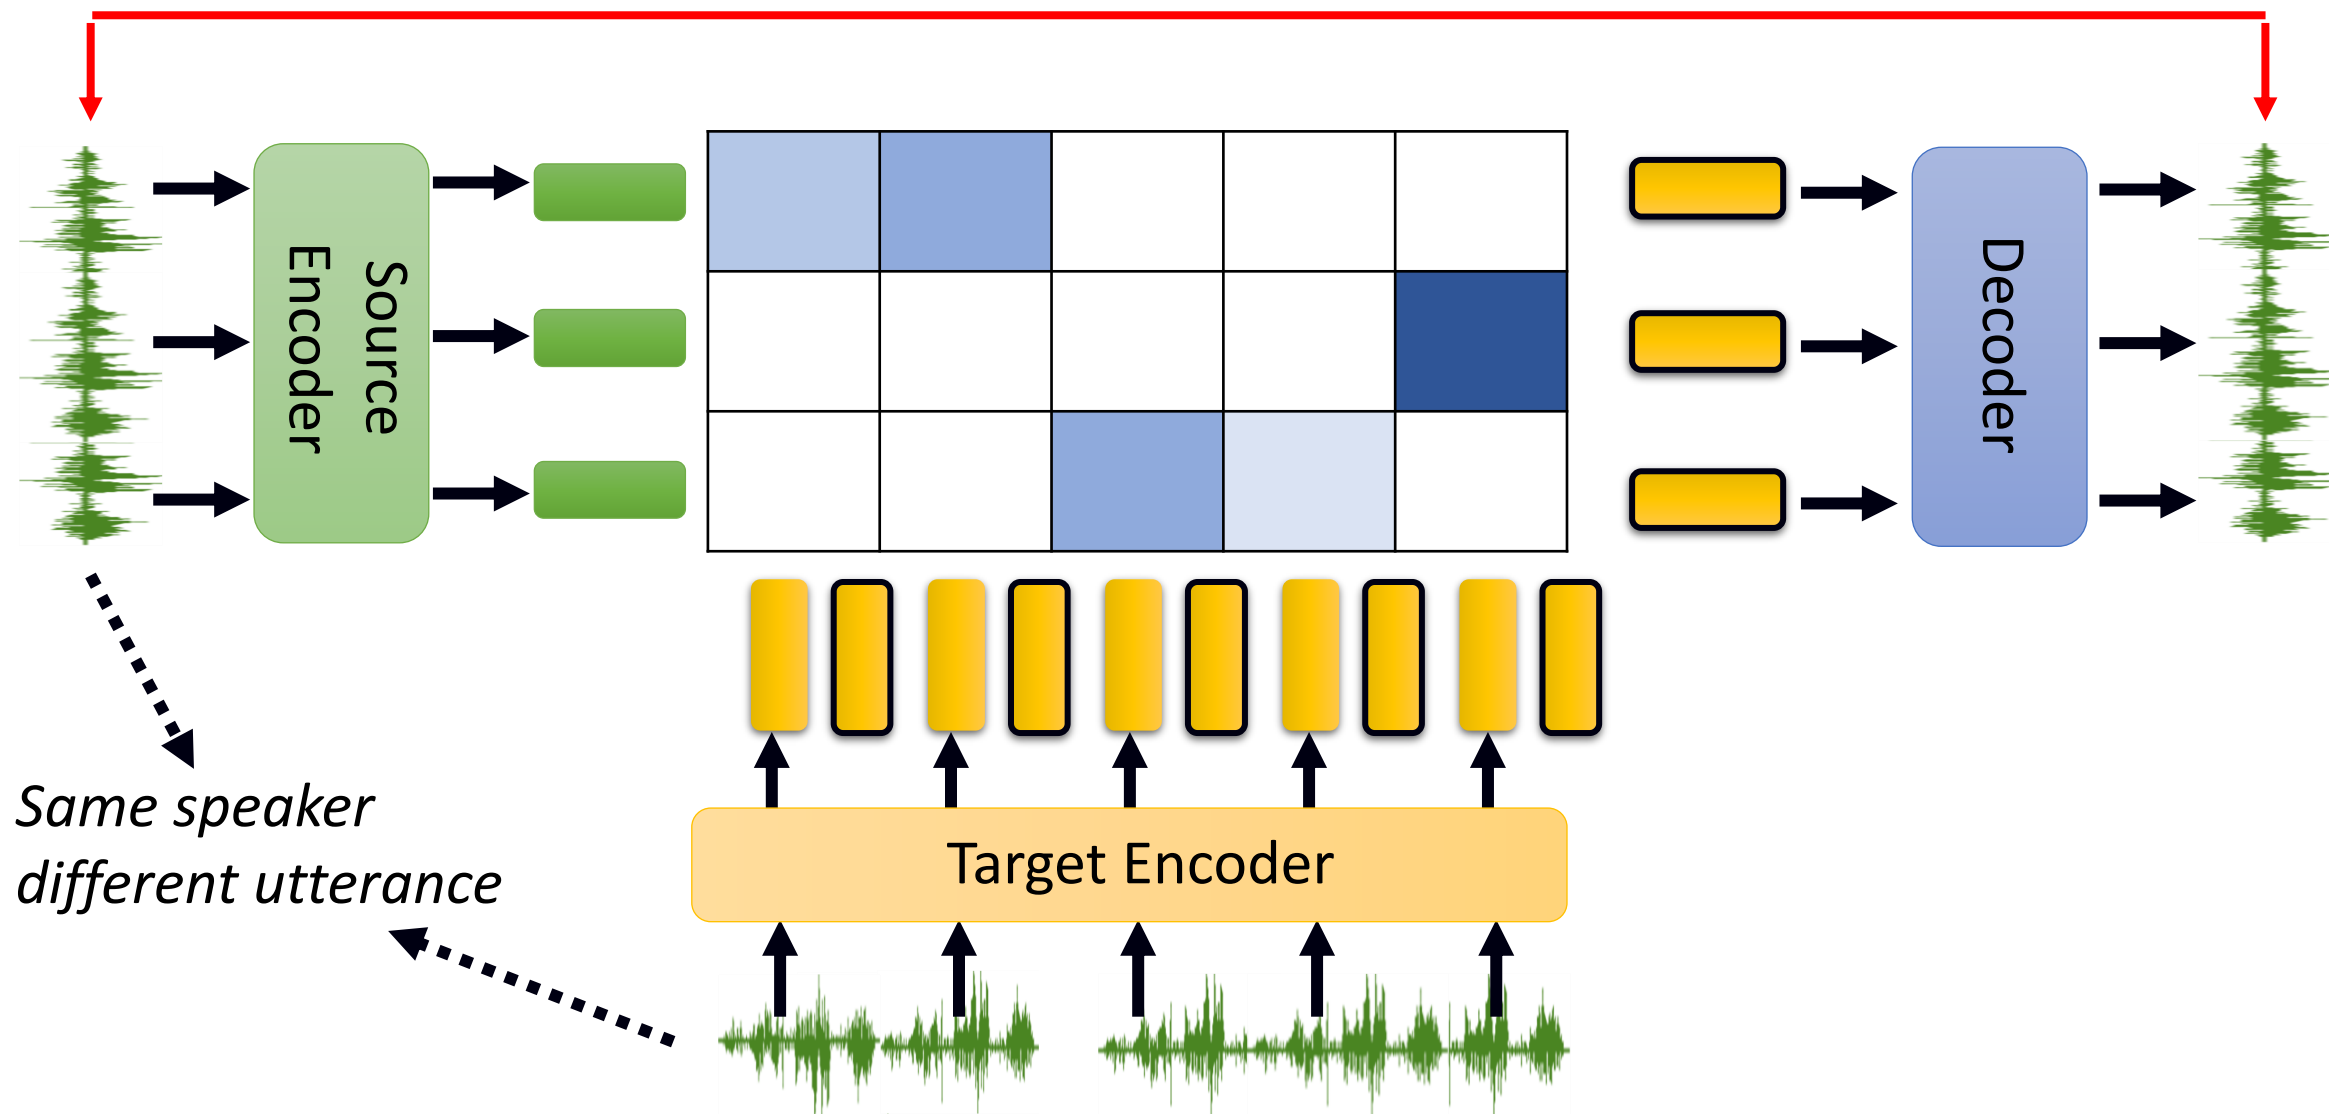 Source
Encoder
Decoder
Same speaker
different utterance
Target Encoder